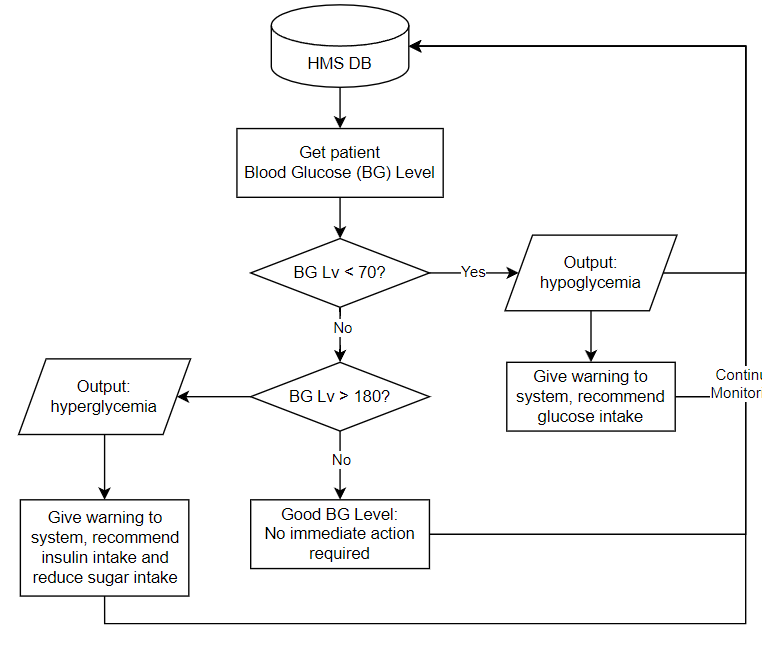 HMS DB
Get patient
Blood Glucose (BG) Level
BG Lv < 70?
Yes
Output:
hypoglycemia
No
Give warning to
system, recommend
glucose intake
Contin
Monitor
Output:
hyperglycemia
BG Lv > 180?
No
Give warning to
system, recommend
insulin intake and
reduce sugar intake
Good BG Level:
No immediate action
required